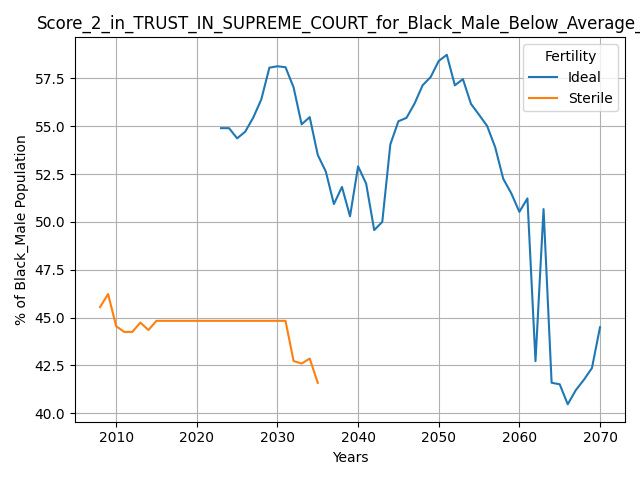 Score_2_in_TRUST_IN_SUPREME_COURT_for_Black_Male_Below_Average_
Fertility
Ideal
Sterile
% of Black_Male Population
57.5
55.0
52.5
50.0
47.5
45.0
42.5
40.0
2010 2020 2030 2040 2050 2060 2070
Years